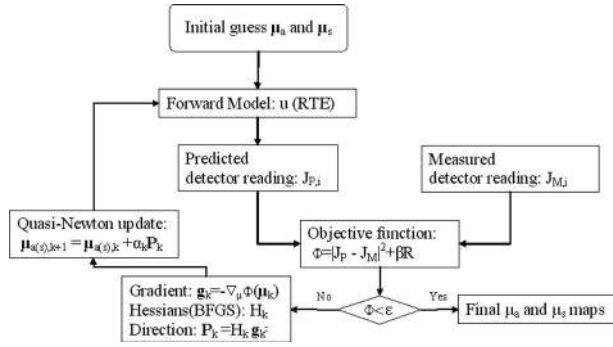 Initial guess μa and μs
Forward Model: u (RTE)
Predicted
detector reading: JP,i
Measured
detector reading: JM,i
Quasi-Newton update:
μa(s),k+1 = μa(s),k +αkPk
Objective function:
Φ=|JP - JM|²+βR
Gradient: gk=-∇μΦ(μk)
Hessians(BFGS): Hk
Direction: Pk=Hk gk
No
Φ<ε
Yes
Final μa and μs maps